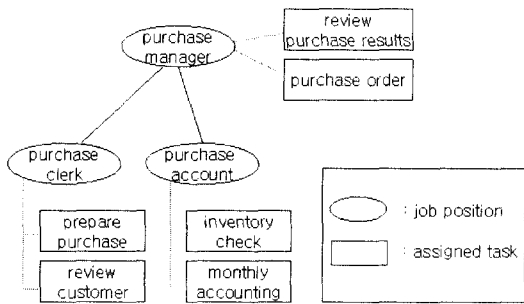 review
purchase results
purchase
manager
purchase order
purchase
clerk
purchase
account
prepare
purchase
inventory
check
review
customer
monthly
accounting
: job position
: assigned task